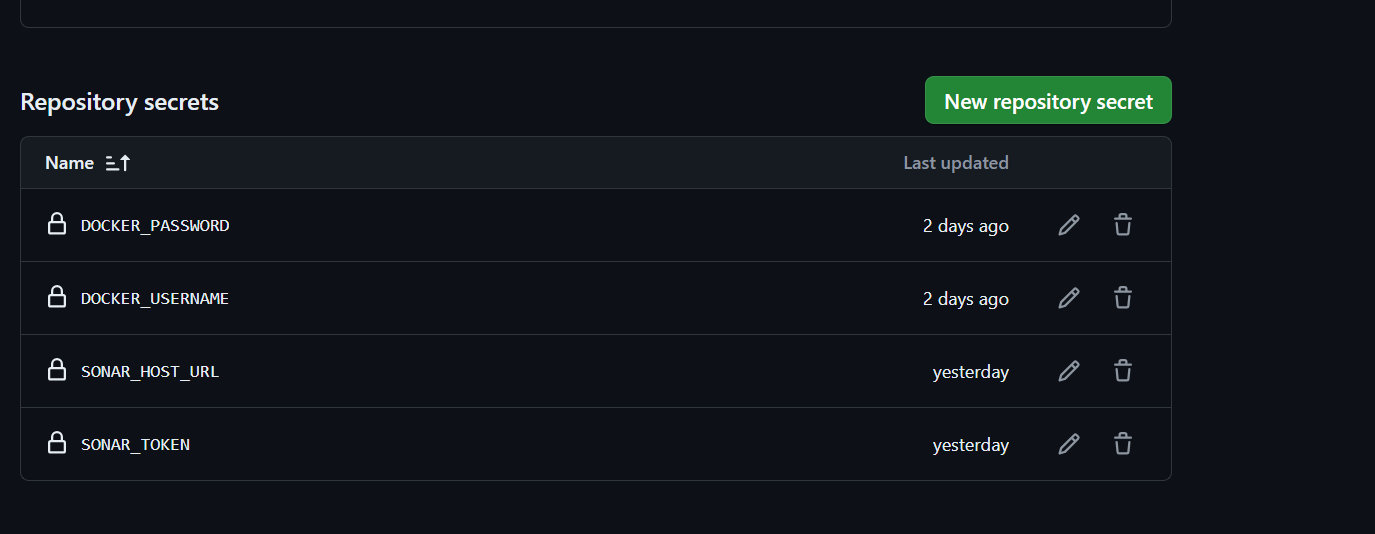 Repository secrets
New repository secret
Name
Last updated
DOCKER_PASSWORD
2 days ago
DOCKER_USERNAME
2 days ago
SONAR_HOST_URL
yesterday
SONAR_TOKEN
yesterday